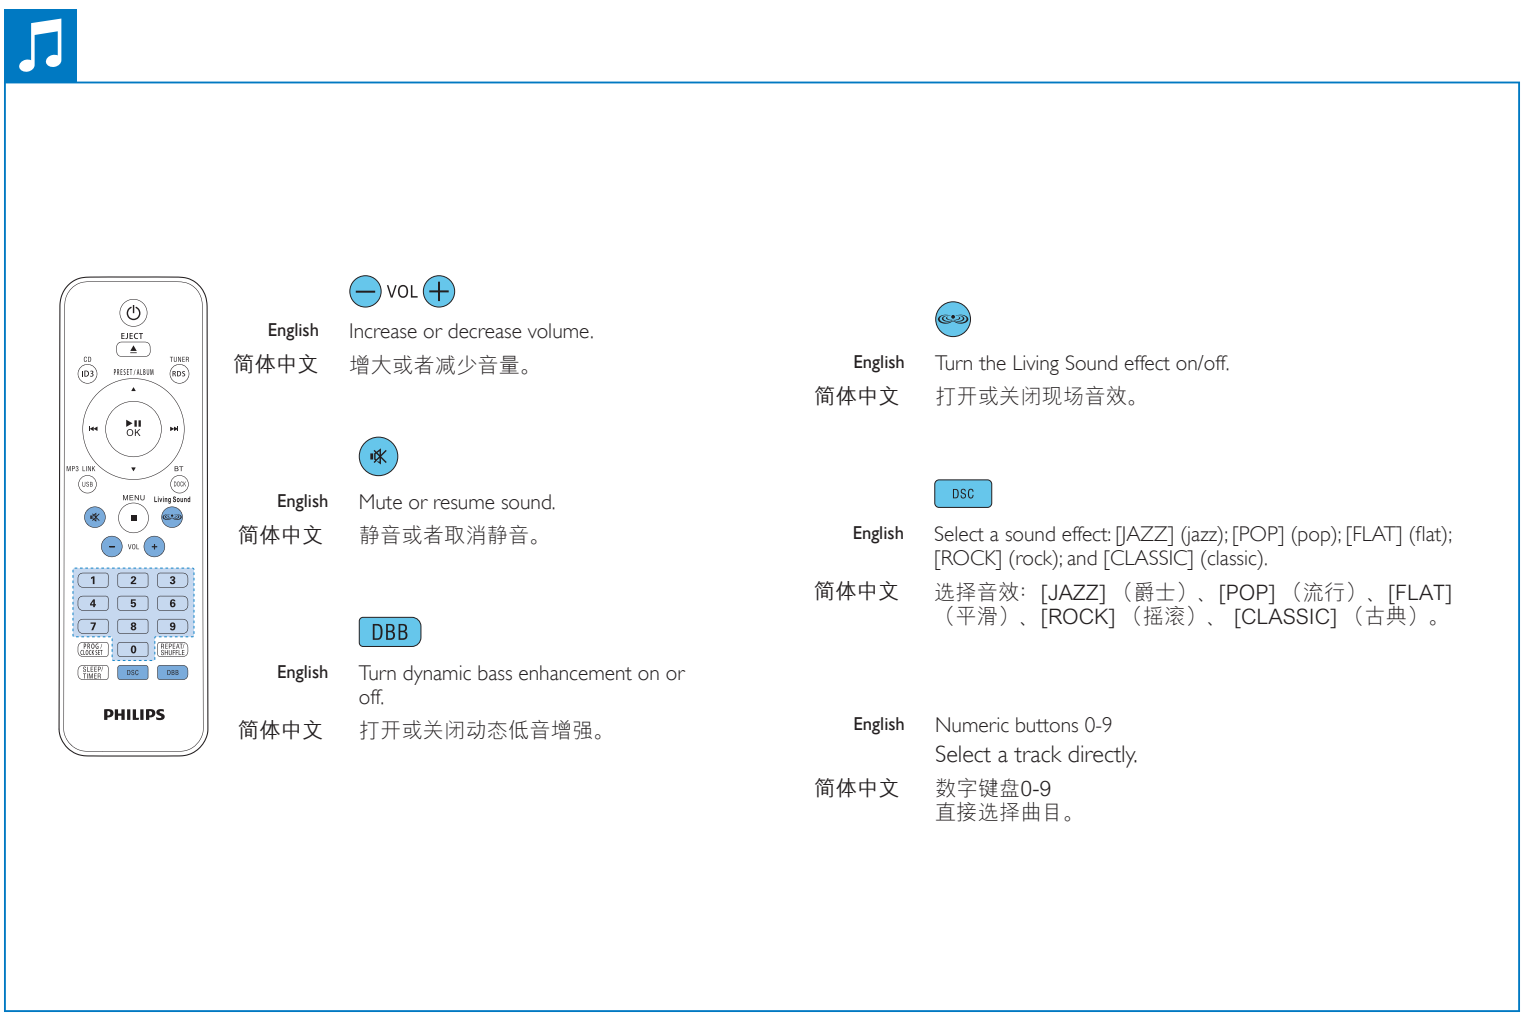 EJECT
CD
TUNER
ID3
PRESET/ALBUM
RDS
OK
MP3 LINK
BT
USB
DOCK
MENU
Living Sound
VOL
1 2 3
4 5 6
7 8 9
PROG/
CLOCK SET
0
REPEAT/
SHUFFLE
SLEEP/
TIMER
DSC
DBB
PHILIPS
VOL
English Increase or decrease volume.
简体中文 增大或者减少音量。
English Mute or resume sound.
简体中文 静音或者取消静音。
DBB
English Turn dynamic bass enhancement on or
off.
简体中文 打开或关闭动态低音增强。
English Turn the Living Sound effect on/off.
简体中文 打开或关闭现场音效。
DSC
English Select a sound effect: [JAZZ] (jazz); [POP] (pop); [FLAT] (flat);
[ROCK] (rock); and [CLASSIC] (classic).
简体中文 选择音效：[JAZZ]（爵士）、[POP]（流行）、[FLAT]
（平滑）、[ROCK]（摇滚）、 [CLASSIC]（古典）。
English Numeric buttons 0-9
Select a track directly.
简体中文 数字键盘0-9
直接选择曲目。